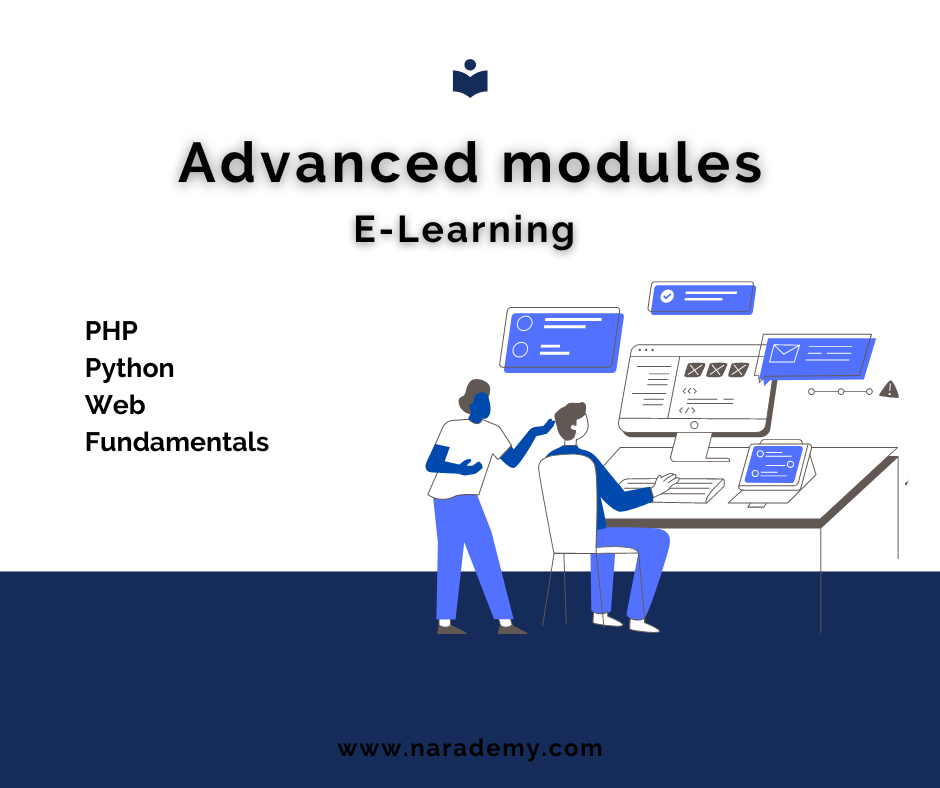 Advanced modules
E-Learning
PHP
Python
Web
Fundamentals
www.narademy.com